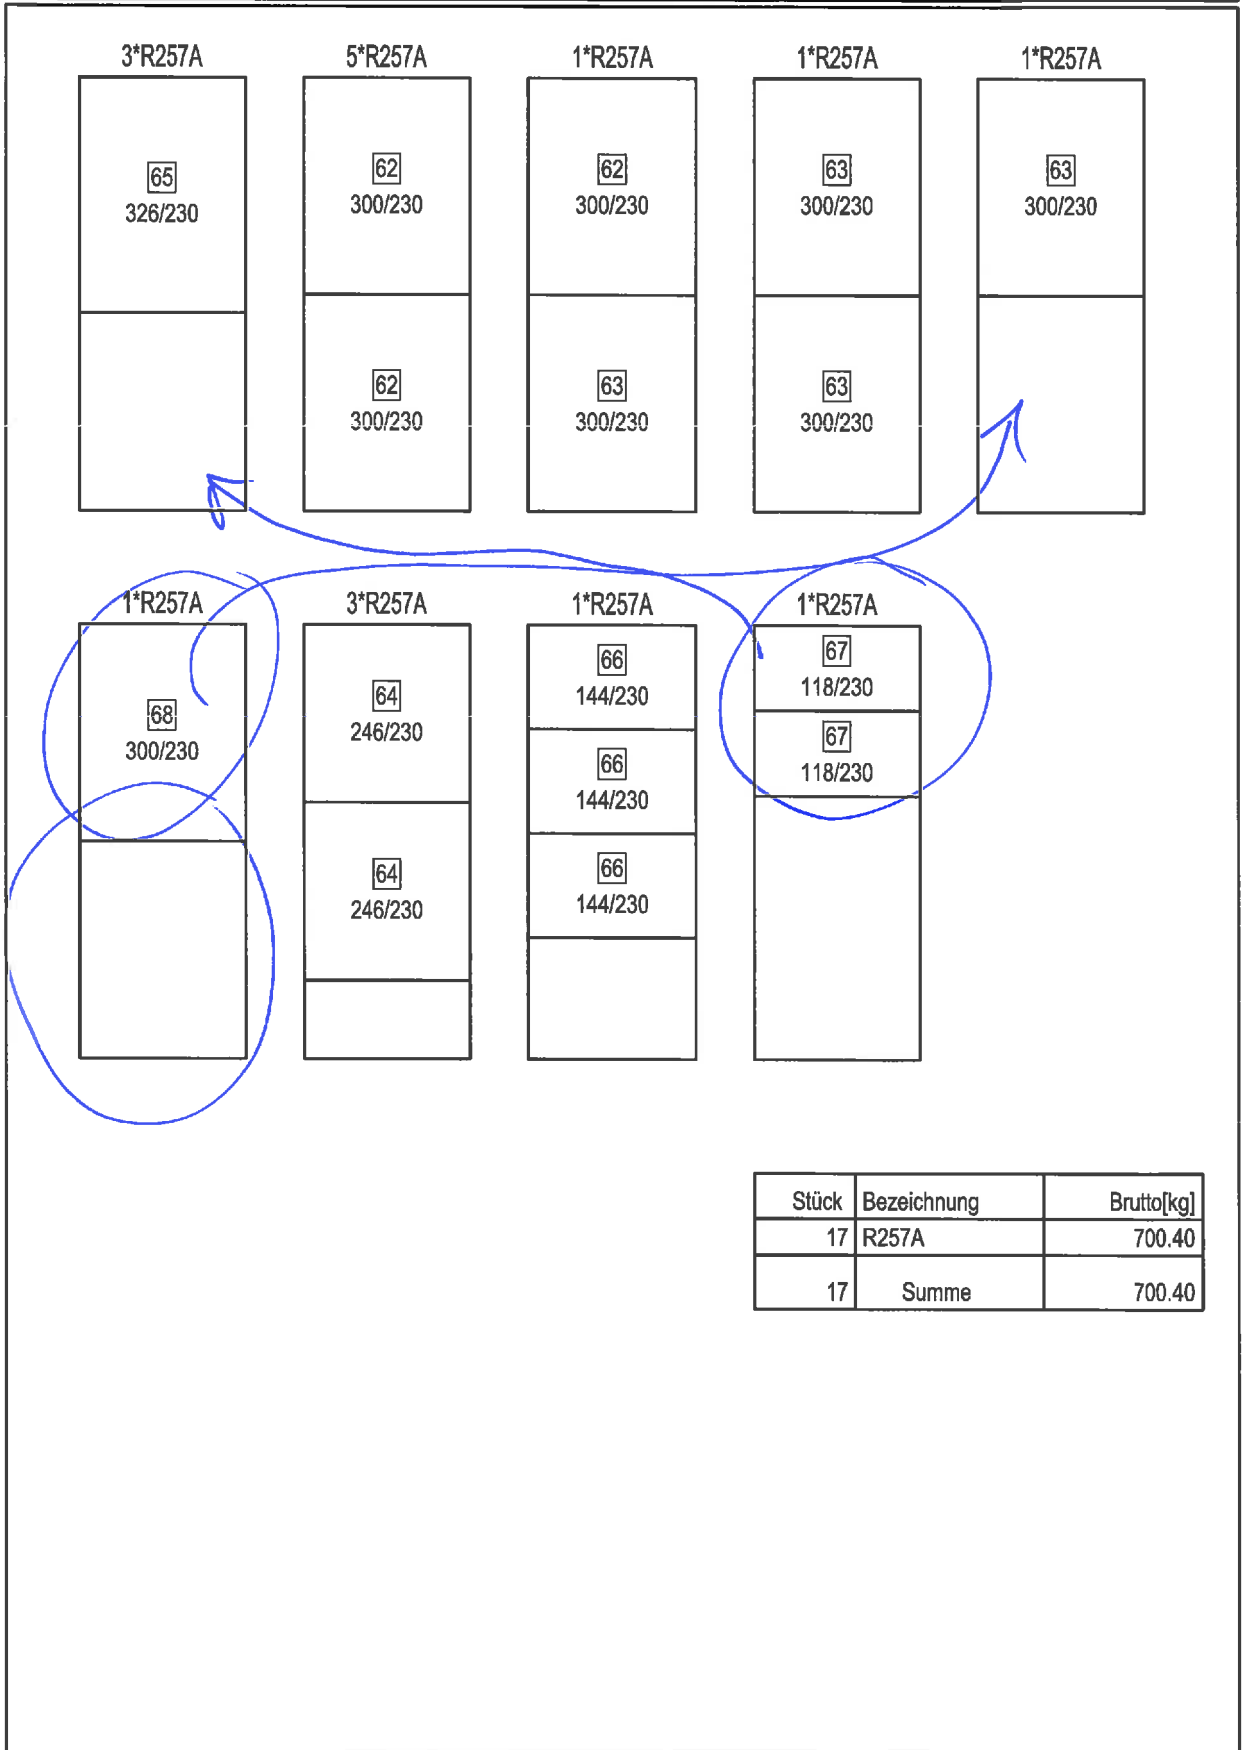 3*R257A 5*R257A 1*R257A 1*R257A 1*R257A
65 62 62 63 63
326/230 300/230 300/230 300/230 300/230
62 63 63
300/230 300/230 300/230
1*R257A 3*R257A 1*R257A 1*R257A
66 67
144/230 118/230
68 64
300/230 246/230
66 67
144/230 118/230
64 66
246/230 144/230
Stück Bezeichnung Brutto[kg]
17 R257A 700.40
17 Summe 700.40